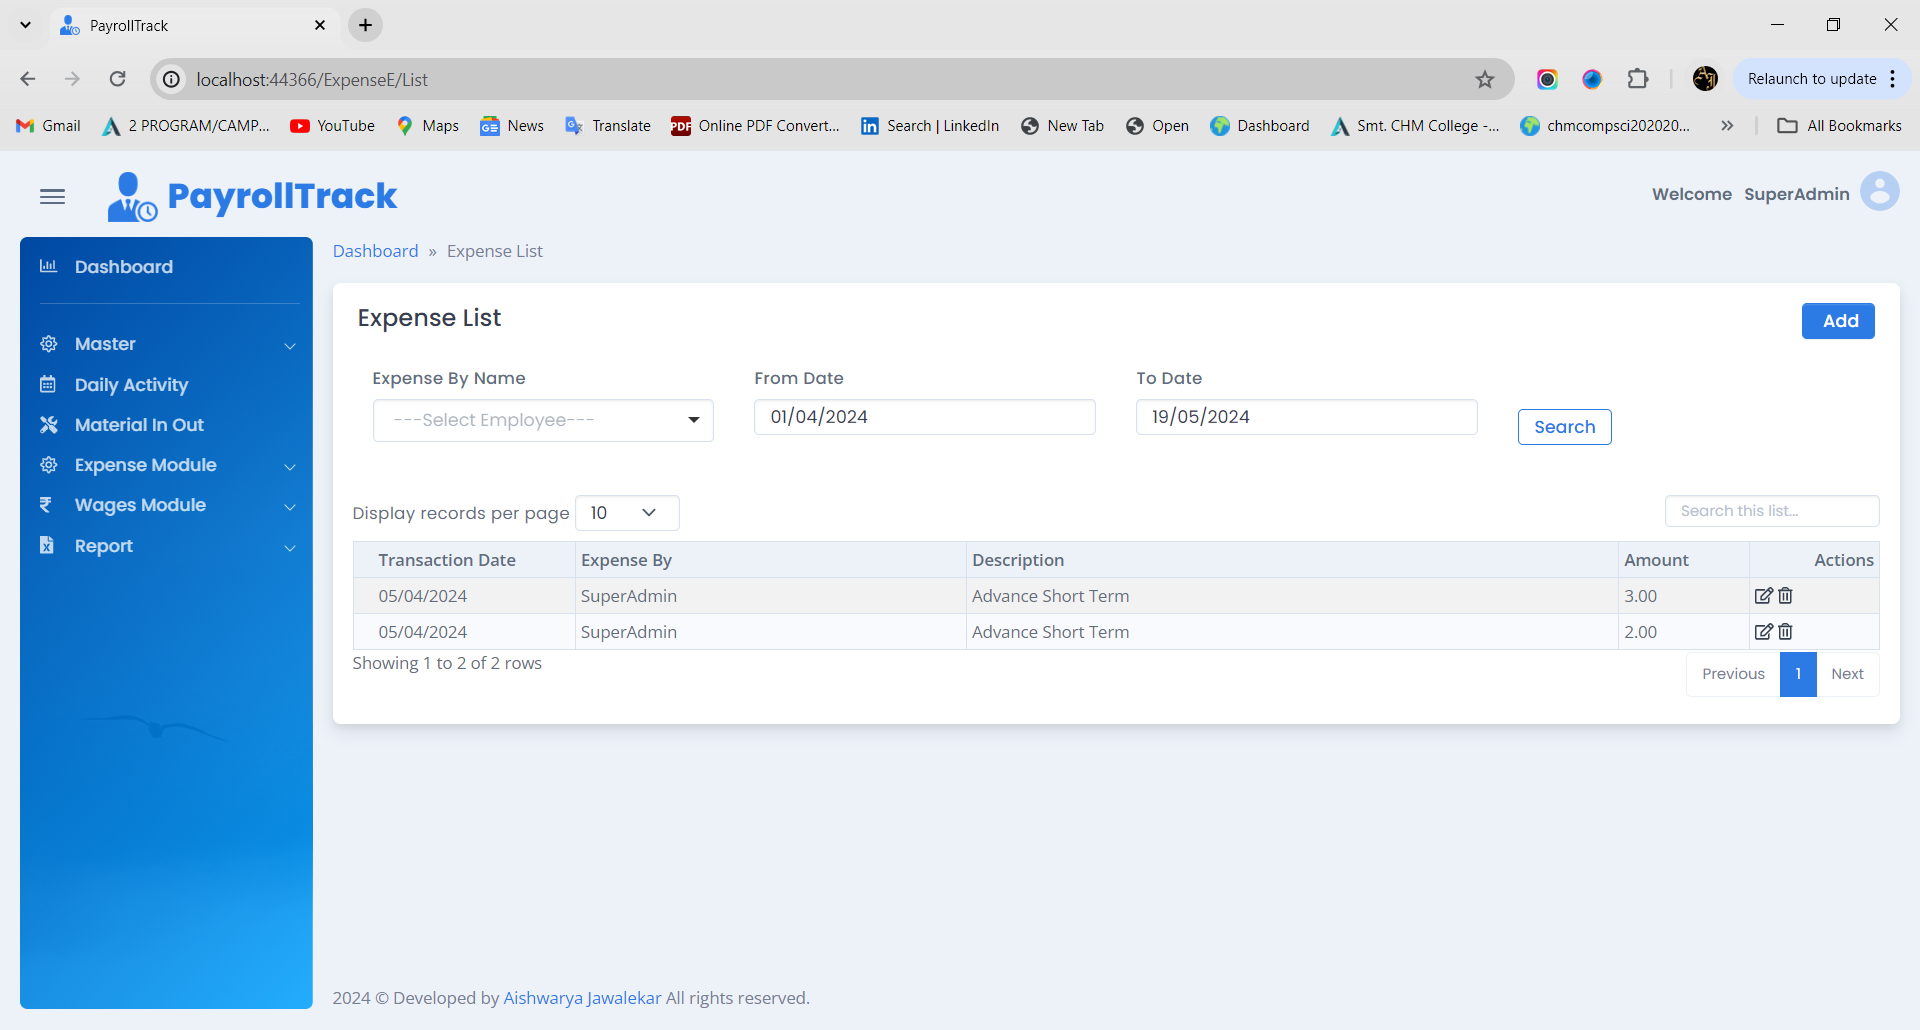 PayrollTrack
localhost:44366/ExpenseE/List
Relaunch to update
Gmail
2 PROGRAM/CAMP...
YouTube
Maps
News
Translate
Online PDF Convert...
Search | LinkedIn
New Tab
Open
Dashboard
Smt. CHM College -...
chmcompsci202020...
All Bookmarks
PayrollTrack
Welcome SuperAdmin
Dashboard
Master
Daily Activity
Material In Out
Expense Module
Wages Module
Report
Dashboard » Expense List
Expense List
Add
Expense By Name
From Date
To Date
---Select Employee---
01/04/2024
19/05/2024
Search
Display records per page 10
Search this list...
Transaction Date Expense By Description Amount Actions
05/04/2024 SuperAdmin Advance Short Term 3.00
05/04/2024 SuperAdmin Advance Short Term 2.00
Showing 1 to 2 of 2 rows
Previous 1 Next
2024 © Developed by Aishwarya Jawalekar All rights reserved.